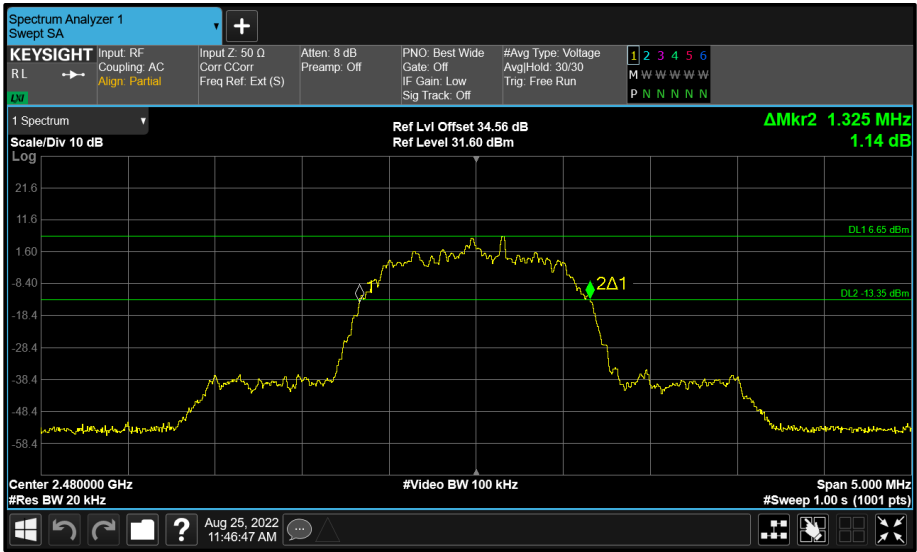 Spectrum Analyzer 1
Swept SA
+
KEYSIGHT Input: RF Input Z: 50 Ω Atten: 8 dB PNO: Best Wide #Avg Type: Voltage 1 2 3 4 5 6
RL Coupling: AC Corr CCorr Preamp: Off Gate: Off Avg|Hold: 30/30 M W W W W W
Align: Partial Freq Ref: Ext (S) IF Gain: Low Trig: Free Run
LXI Sig Track: Off P N N N N N
1 Spectrum
Ref Lvl Offset 34.56 dB ΔMkr2 1.325 MHz
Scale/Div 10 dB Ref Level 31.60 dBm 1.14 dB
Log
21.6
11.6
DL1 6.65 dBm
1.60
-8.40
1
2Δ1
DL2 -13.35 dBm
-18.4
-28.4
-38.4
-48.4
-58.4
Center 2.480000 GHz #Video BW 100 kHz Span 5.000 MHz
#Res BW 20 kHz #Sweep 1.00 s (1001 pts)
? Aug 25, 2022
11:46:47 AM